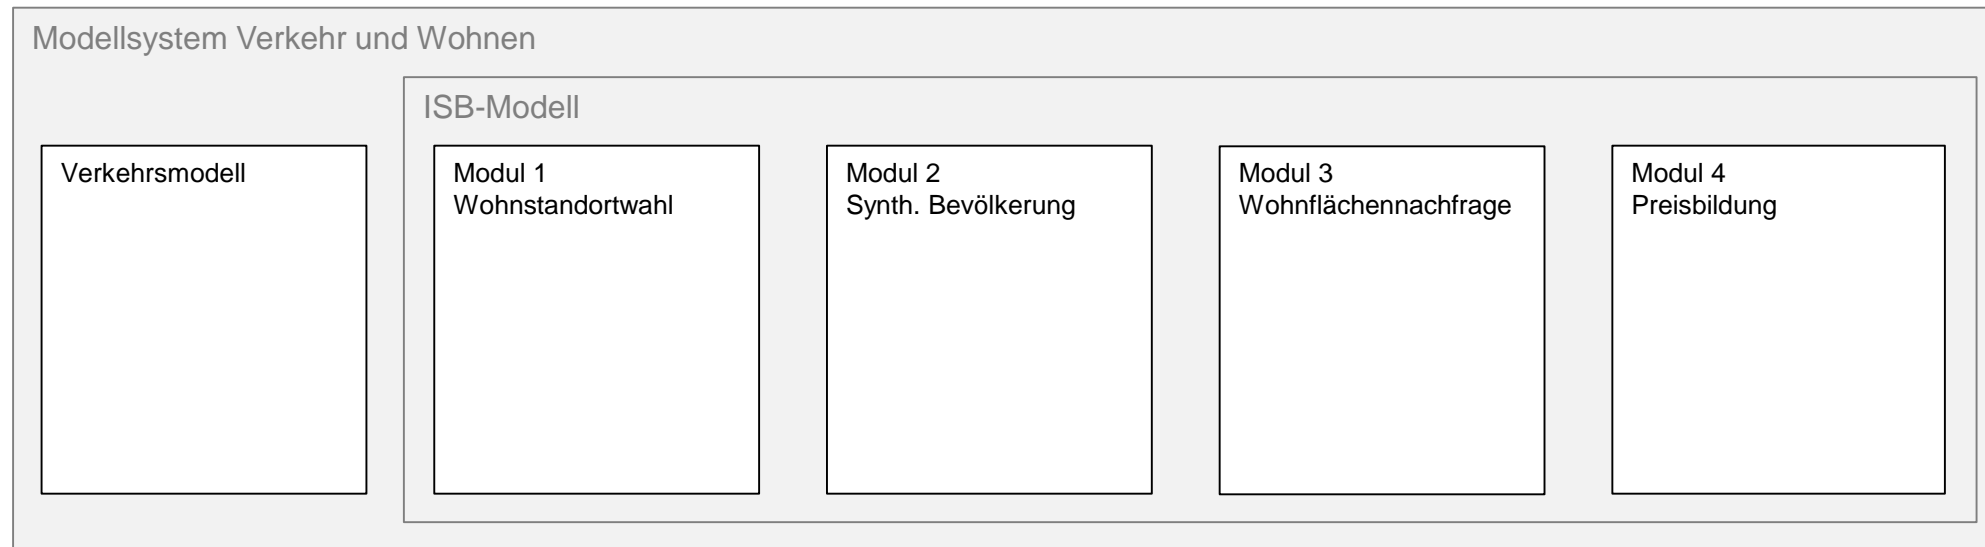 Modellsystem Verkehr und Wohnen
ISB-Modell
Verkehrsmodell
Modul 1
Wohnstandortwahl
Modul 2
Synth. Bevölkerung
Modul 3
Wohnflächennachfrage
Modul 4
Preisbildung